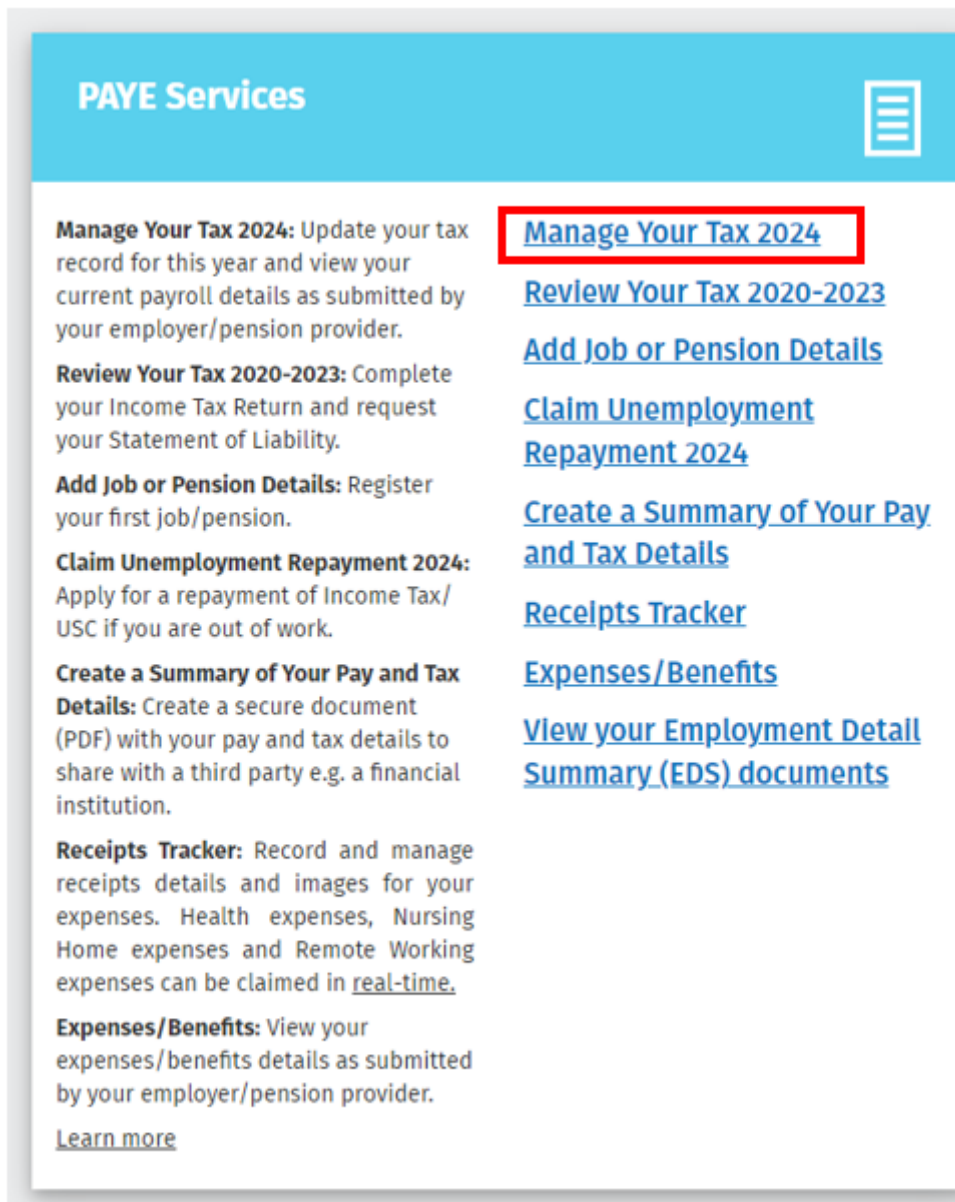 PAYE Services
Manage Your Tax 2024: Update your tax
record for this year and view your
current payroll details as submitted by
your employer/pension provider.
Review Your Tax 2020-2023: Complete
your Income Tax Return and request
your Statement of Liability.
Add Job or Pension Details: Register
your first job/pension.
Claim Unemployment Repayment 2024:
Apply for a repayment of Income Tax/
USC if you are out of work.
Create a Summary of Your Pay and Tax
Details: Create a secure document
(PDF) with your pay and tax details to
share with a third party e.g. a financial
institution.
Receipts Tracker: Record and manage
receipts details and images for your
expenses. Health expenses, Nursing
Home expenses and Remote Working
expenses can be claimed in real-time.
Expenses/Benefits: View your
expenses/benefits details as submitted
by your employer/pension provider.
Learn more
Manage Your Tax 2024
Review Your Tax 2020-2023
Add Job or Pension Details
Claim Unemployment
Repayment 2024
Create a Summary of Your Pay
and Tax Details
Receipts Tracker
Expenses/Benefits
View your Employment Detail
Summary (EDS) documents